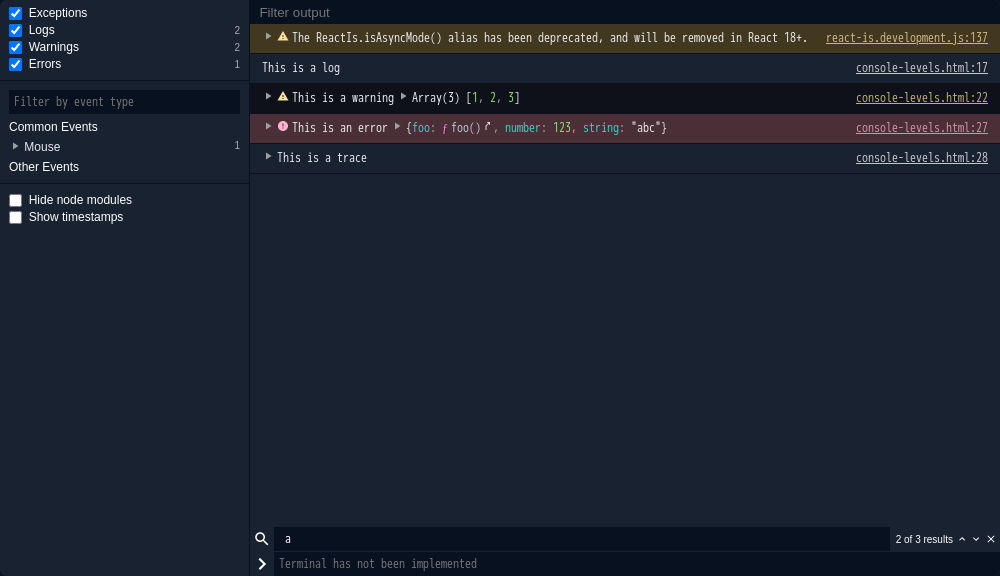 Exceptions
Logs 2
Warnings 2
Errors 1
Filter by event type
Common Events
Mouse 1
Other Events
Hide node modules
Show timestamps
Filter output
The ReactIs.isAsyncMode() alias has been deprecated, and will be removed in React 18+. react-is.development.js:137
This is a log console-levels.html:17
This is a warning Array(3) [1, 2, 3] console-levels.html:22
This is an error {foo: ƒ foo(), number: 123, string: "abc"} console-levels.html:27
This is a trace console-levels.html:28
a 2 of 3 results
Terminal has not been implemented